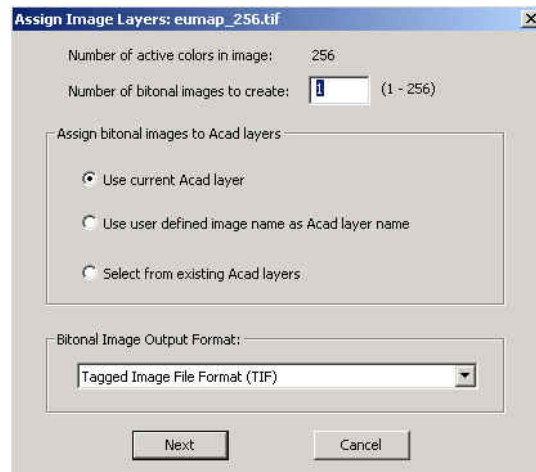 Assign Image Layers: eumap_256.tif
Number of active colors in image: 256
Number of bitonal images to create: 1 (1 - 256)
Assign bitonal images to Acad layers
Use current Acad layer
Use user defined image name as Acad layer name
Select from existing Acad layers
Bitonal Image Output Format:
Tagged Image File Format (TIF)
Next Cancel